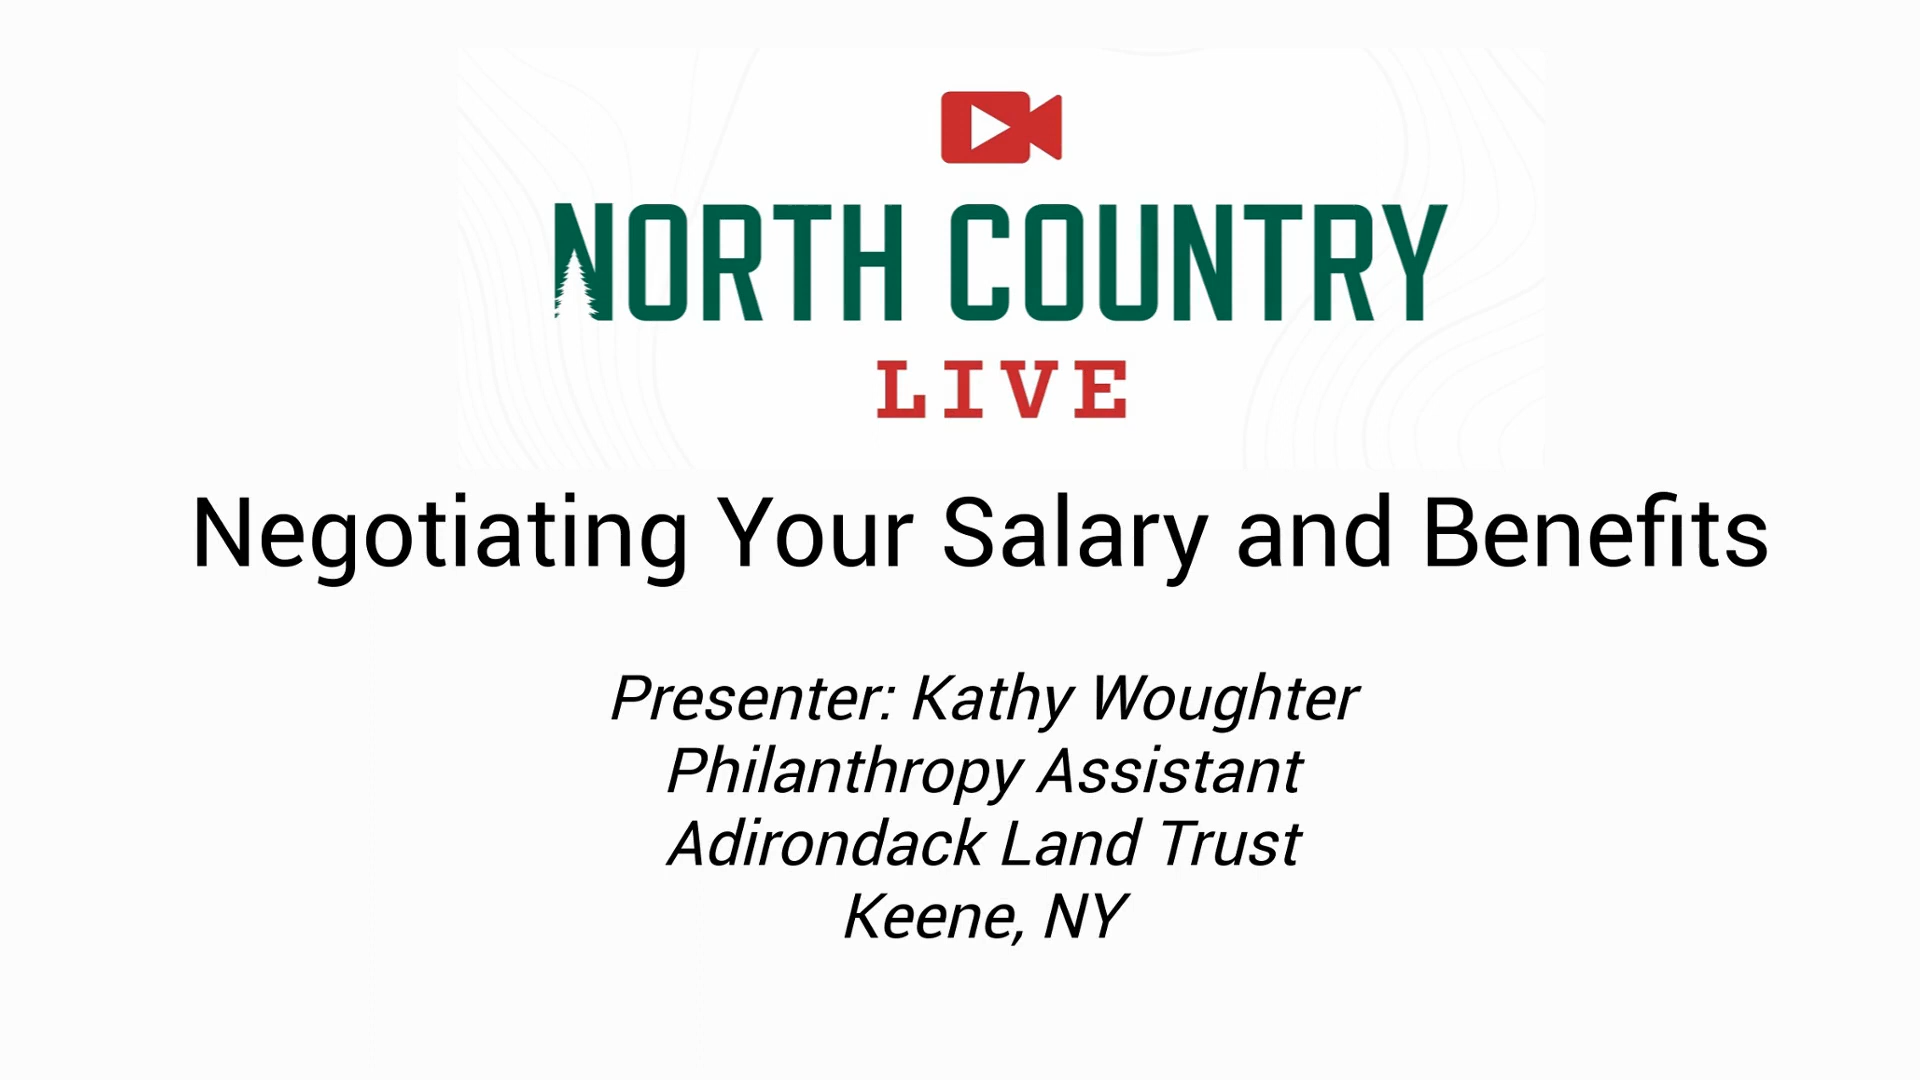 NORTH COUNTRY
LIVE
Negotiating Your Salary and Benefits
Presenter: Kathy Woughter
Philanthropy Assistant
Adirondack Land Trust
Keene, NY